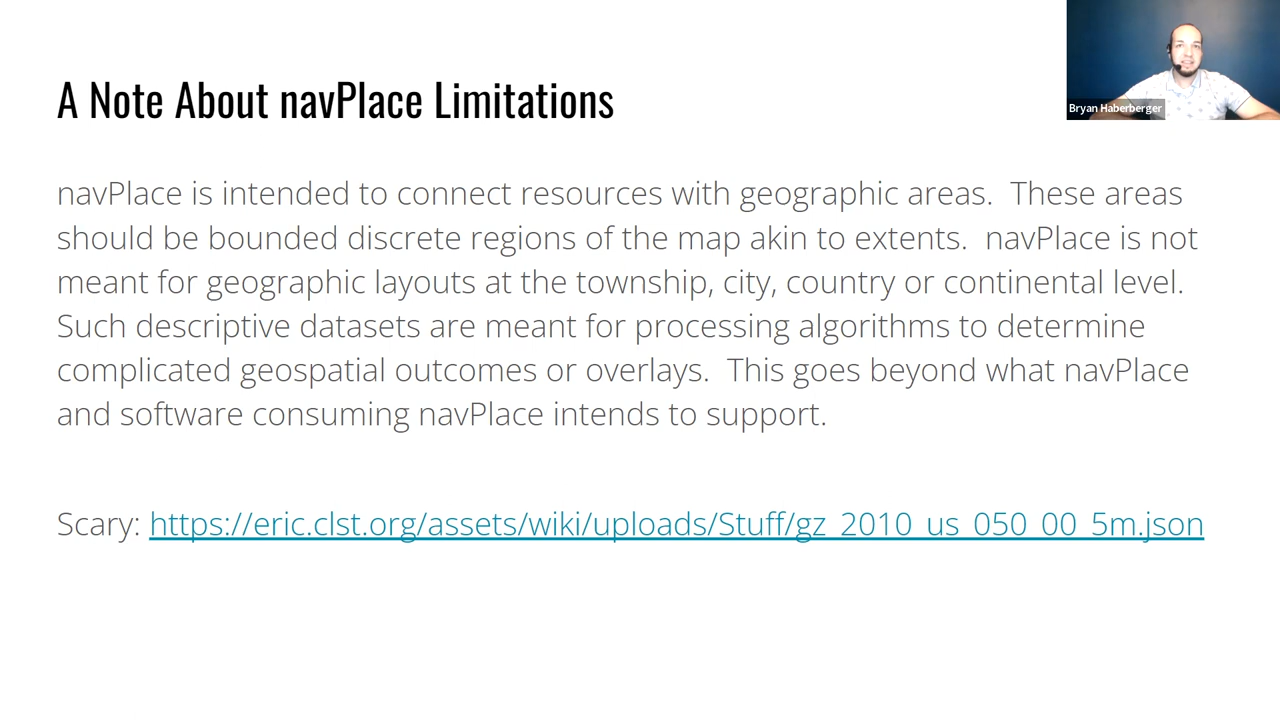 A Note About navPlace Limitations
Bryan Haberberger
navPlace is intended to connect resources with geographic areas.  These areas
should be bounded discrete regions of the map akin to extents.  navPlace is not
meant for geographic layouts at the township, city, country or continental level.
Such descriptive datasets are meant for processing algorithms to determine
complicated geospatial outcomes or overlays.  This goes beyond what navPlace
and software consuming navPlace intends to support.
Scary: https://eric.clst.org/assets/wiki/uploads/Stuff/gz_2010_us_050_00_5m.json